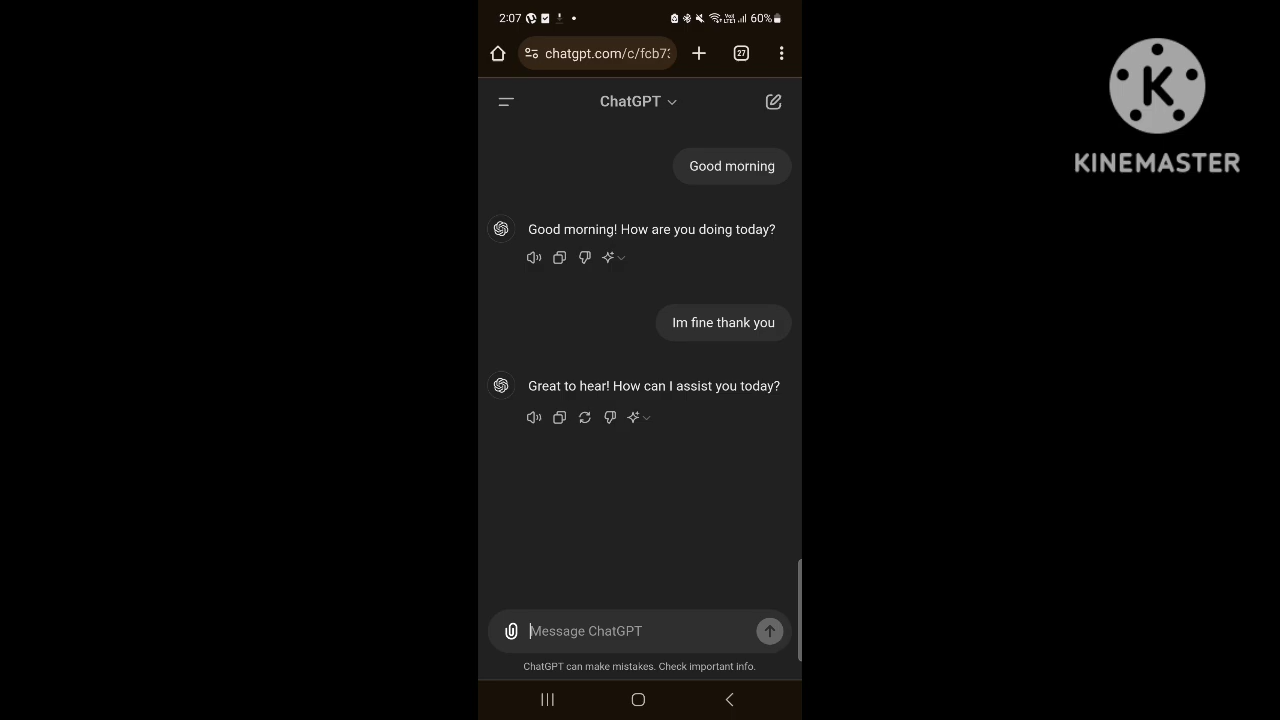 2:07
60%
chatgpt.com/c/fcb73
27
K
KINEMASTER
ChatGPT
Good morning
Good morning! How are you doing today?
Im fine thank you
Great to hear! How can I assist you today?
Message ChatGPT
ChatGPT can make mistakes. Check important info.